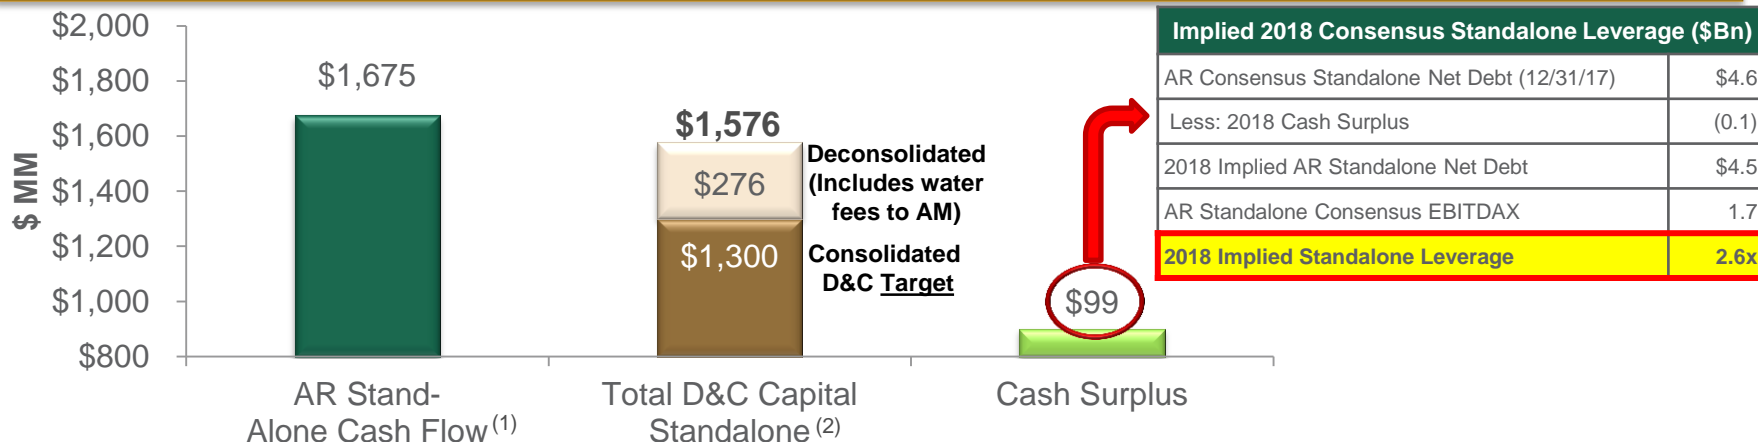 $2,000
$1,800
$1,600
$1,400
$1,200
$1,000
$800
$ MM
$1,675
$1,576
$276
$1,300
Deconsolidated
(Includes water
fees to AM)
Consolidated
D&C Target
$99
AR Stand-
Alone Cash Flow (1)
Total D&C Capital
Standalone (2)
Cash Surplus
Implied 2018 Consensus Standalone Leverage ($Bn)
AR Consensus Standalone Net Debt (12/31/17) $4.6
Less: 2018 Cash Surplus (0.1)
2018 Implied AR Standalone Net Debt $4.5
AR Standalone Consensus EBITDAX 1.7
2018 Implied Standalone Leverage 2.6x